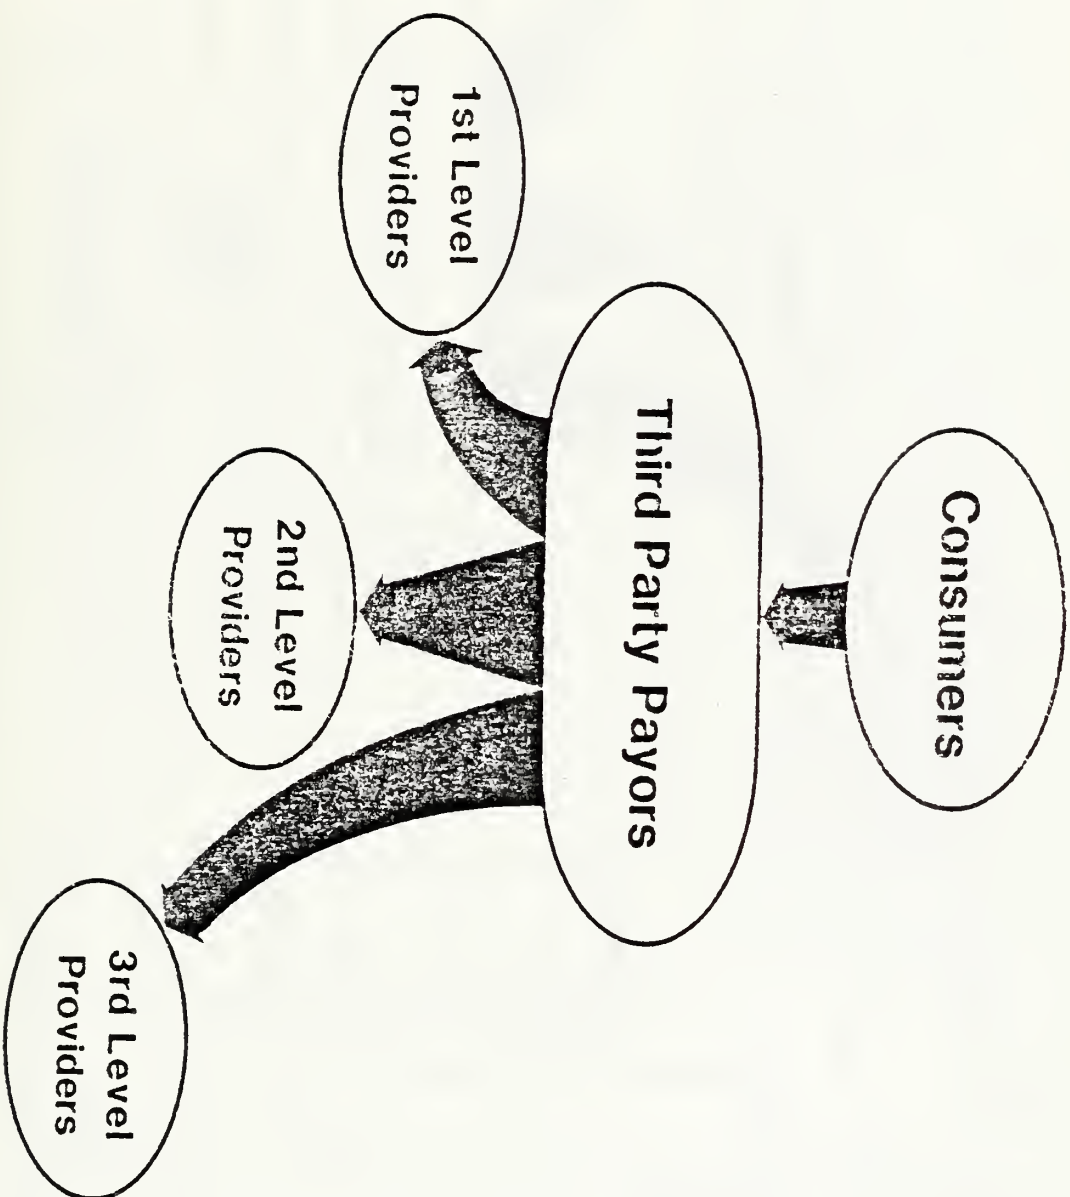 Consumers
Third Party Payors
1st Level
Providers
2nd Level
Providers
3rd Level
Providers